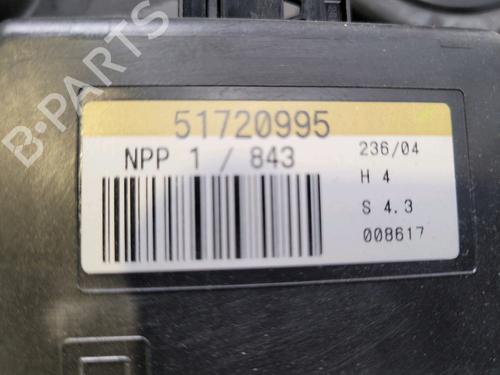 51720995
NPP 1 / 843
236/04
H 4
S 4.3
008617
B-PARTS